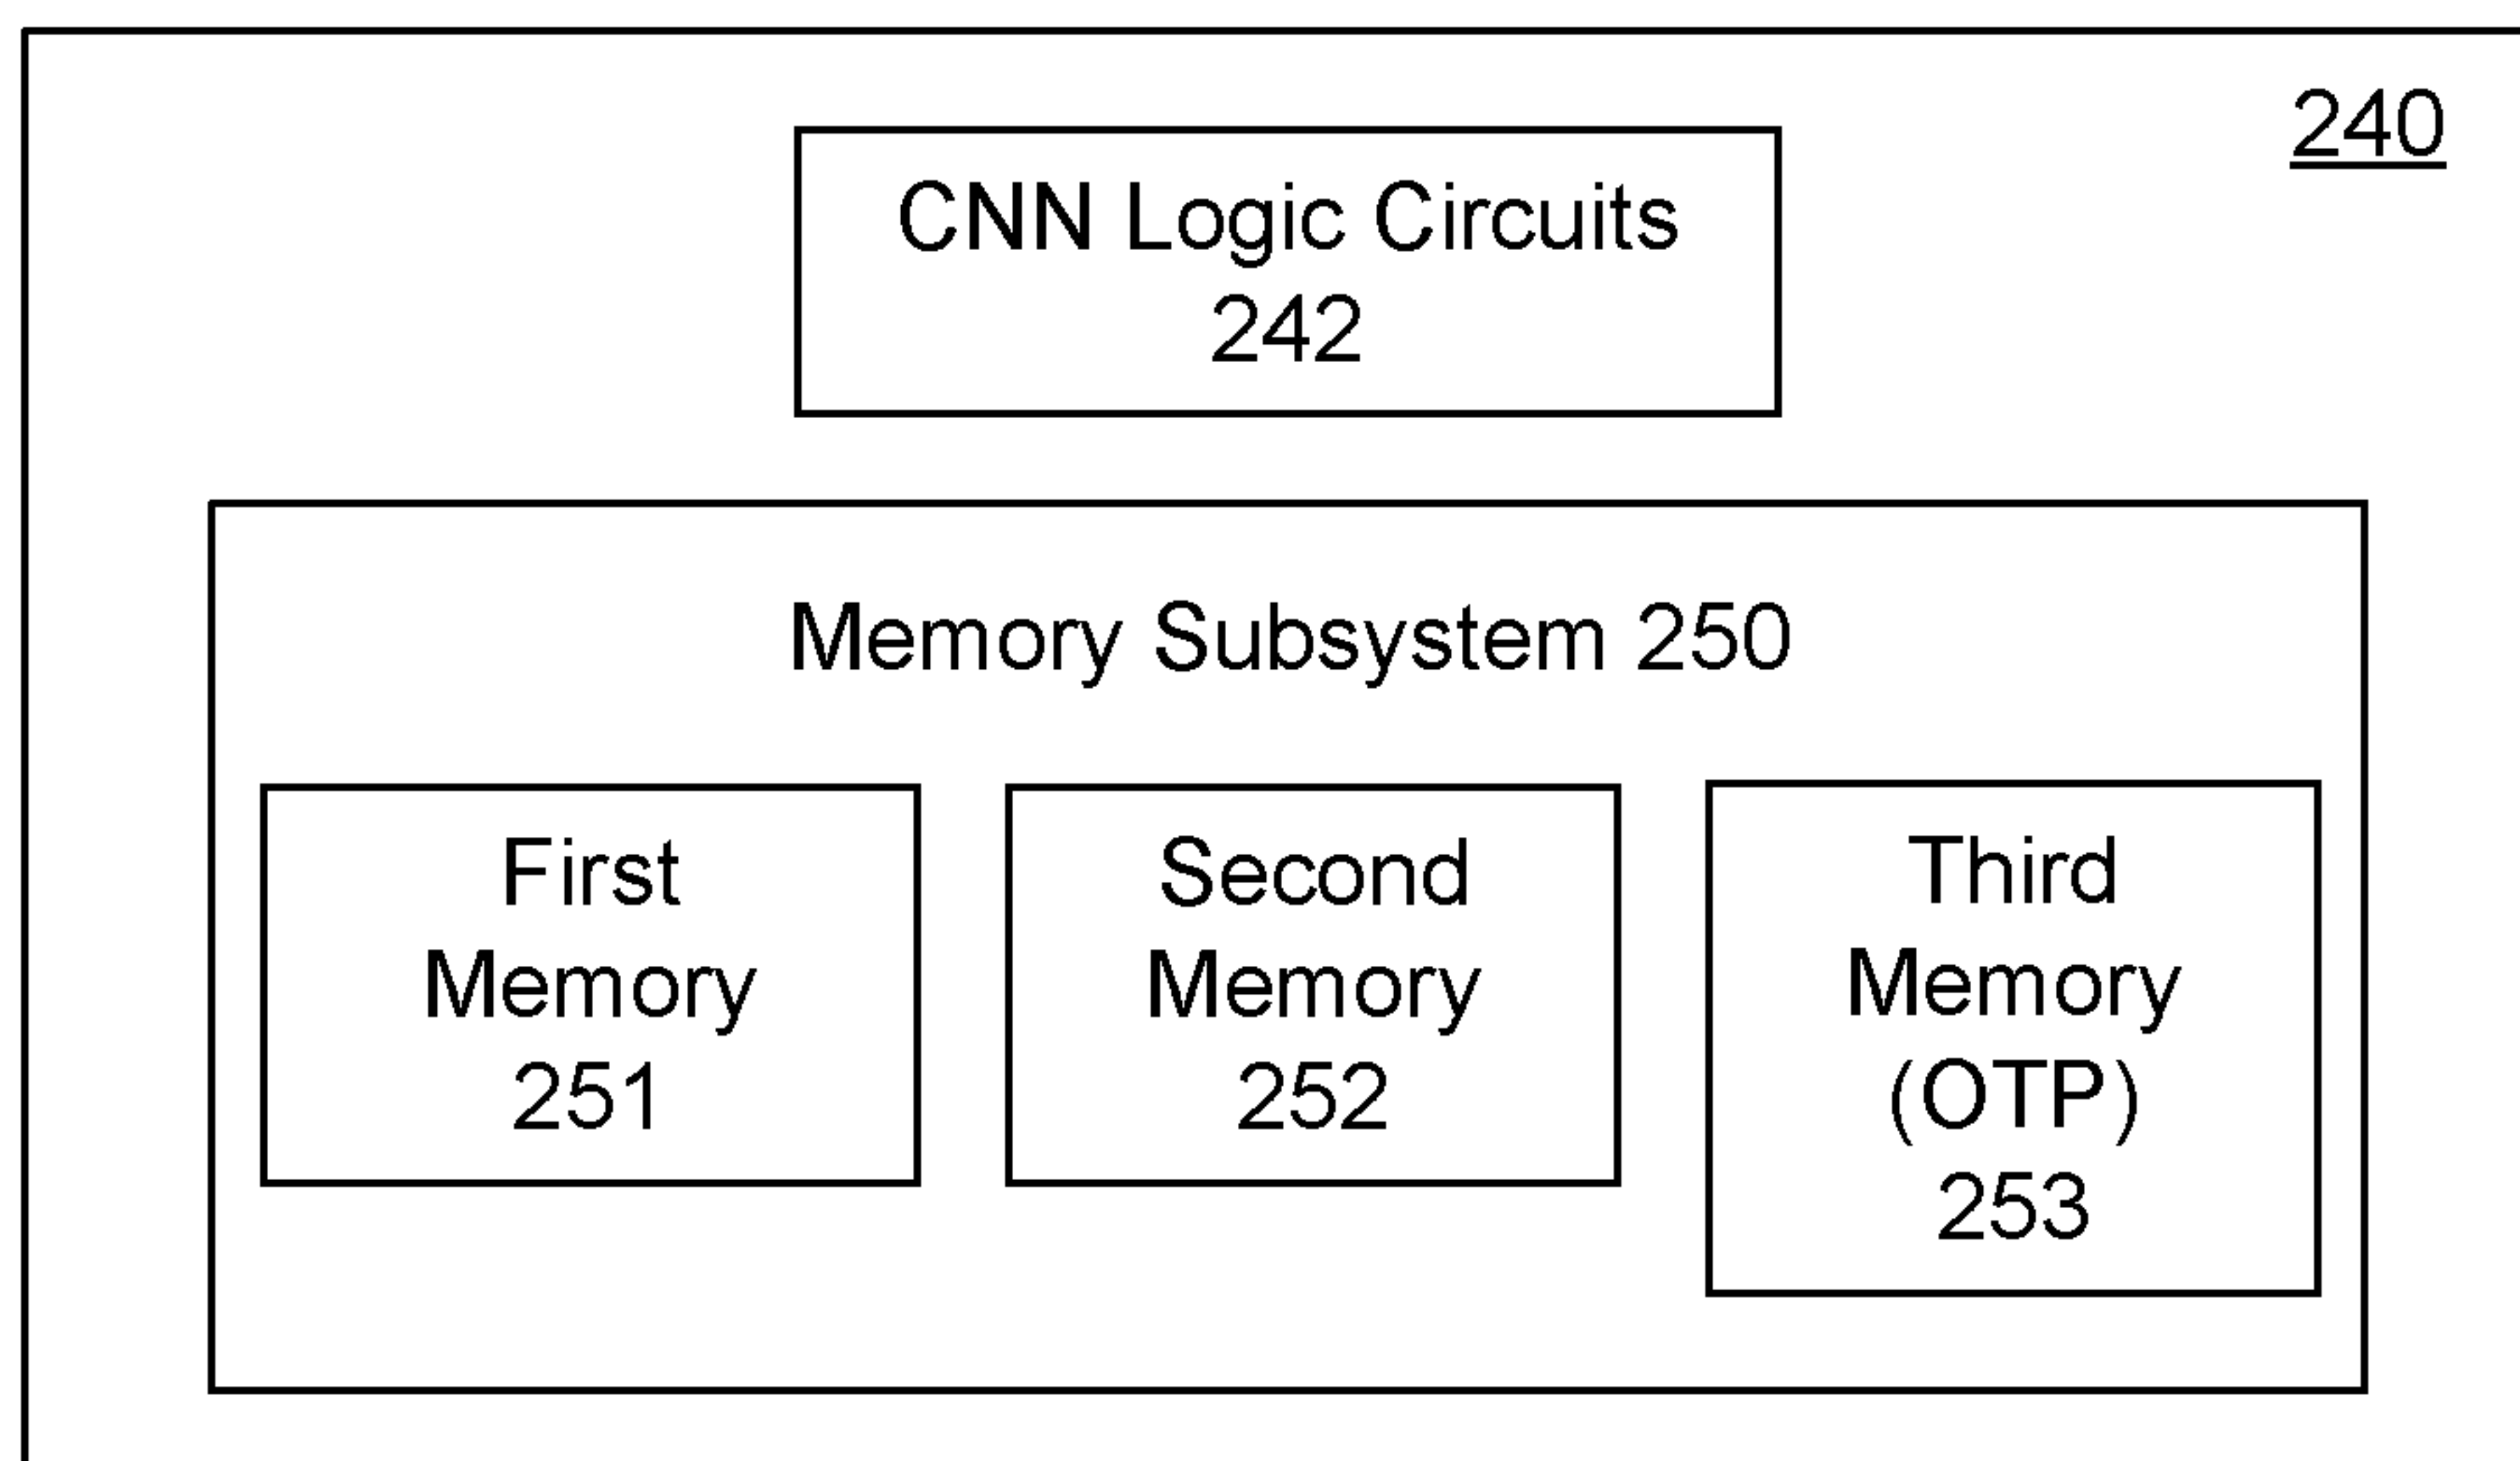 240
CNN Logic Circuits
242
Memory Subsystem 250
First
Memory
251
Second
Memory
252
Third
Memory
(OTP)
253